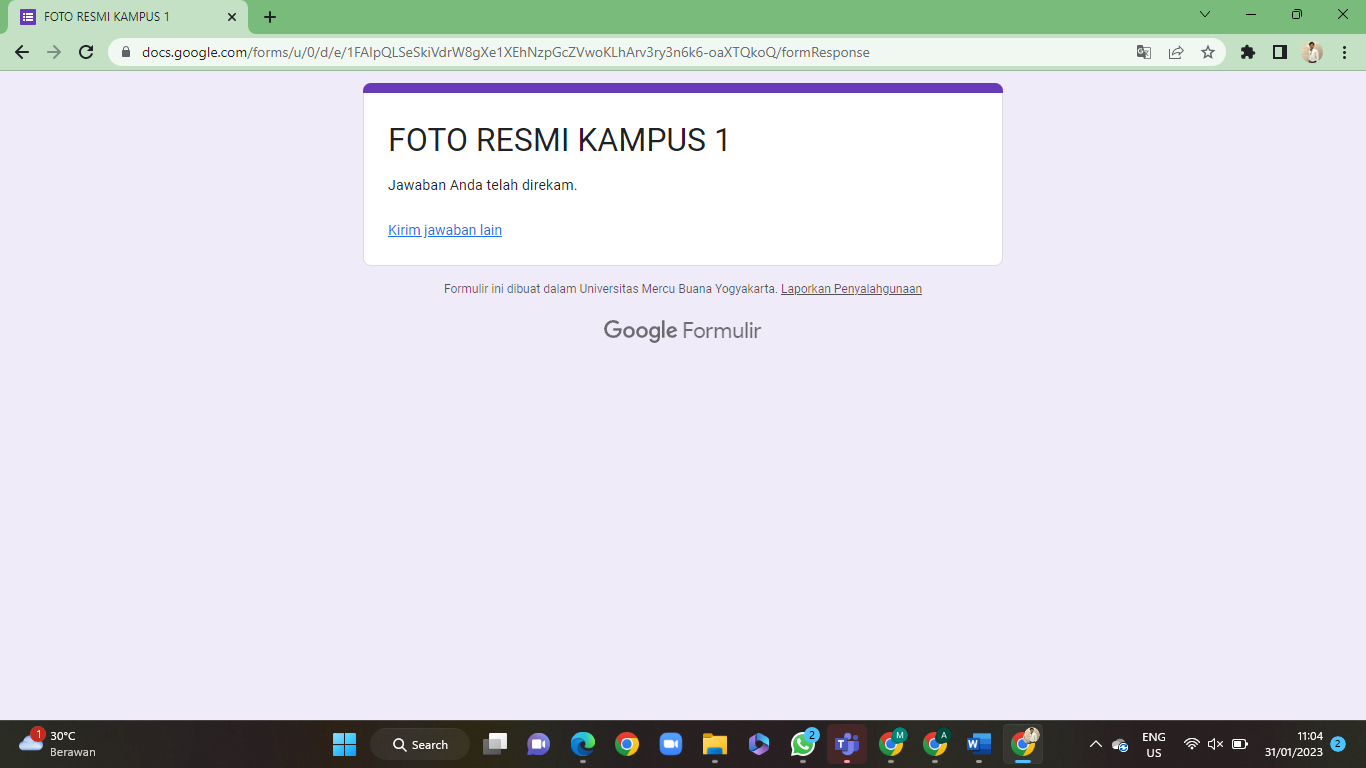 FOTO RESMI KAMPUS 1
docs.google.com/forms/u/0/d/e/1FAIpQLSeSkiVdrW8gXe1XEhNzpGcZVwoKLhArv3ry3n6k6-oaXTQkoQ/formResponse
FOTO RESMI KAMPUS 1
Jawaban Anda telah direkam.
Kirim jawaban lain
Formulir ini dibuat dalam Universitas Mercu Buana Yogyakarta. Laporkan Penyalahgunaan
Google Formulir
1
30°C
Berawan
Search
2
M
A
ENG
US
11:04
31/01/2023
2